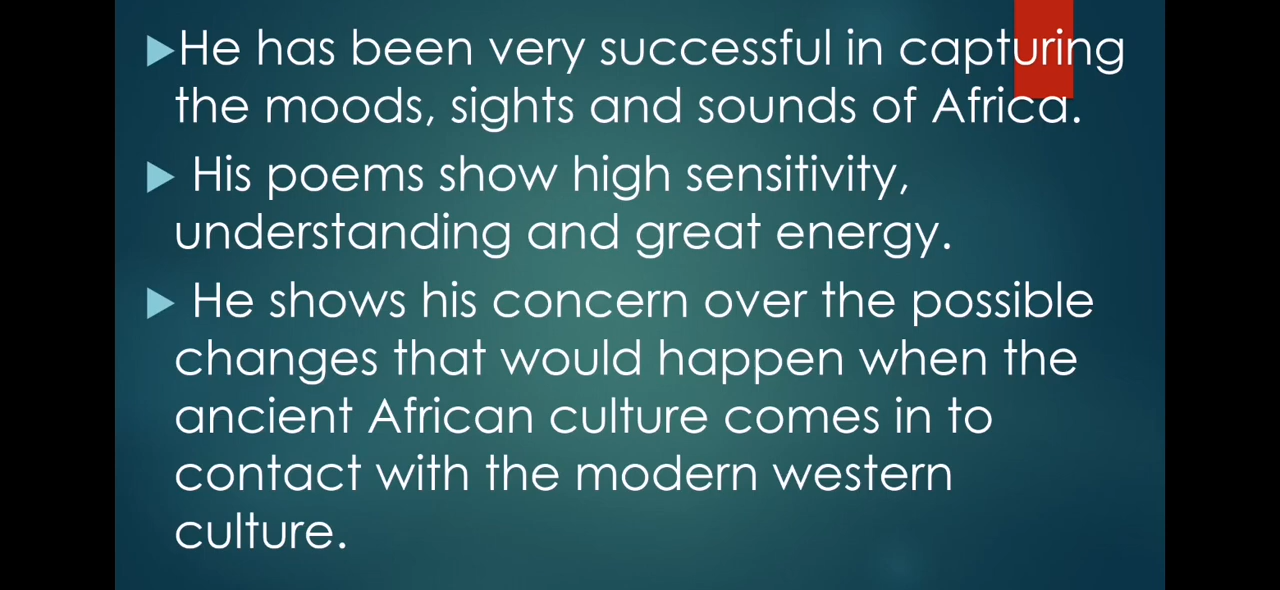 He has been very successful in capturing
the moods, sights and sounds of Africa.
His poems show high sensitivity,
understanding and great energy.
He shows his concern over the possible
changes that would happen when the
ancient African culture comes in to
contact with the modern western
culture.